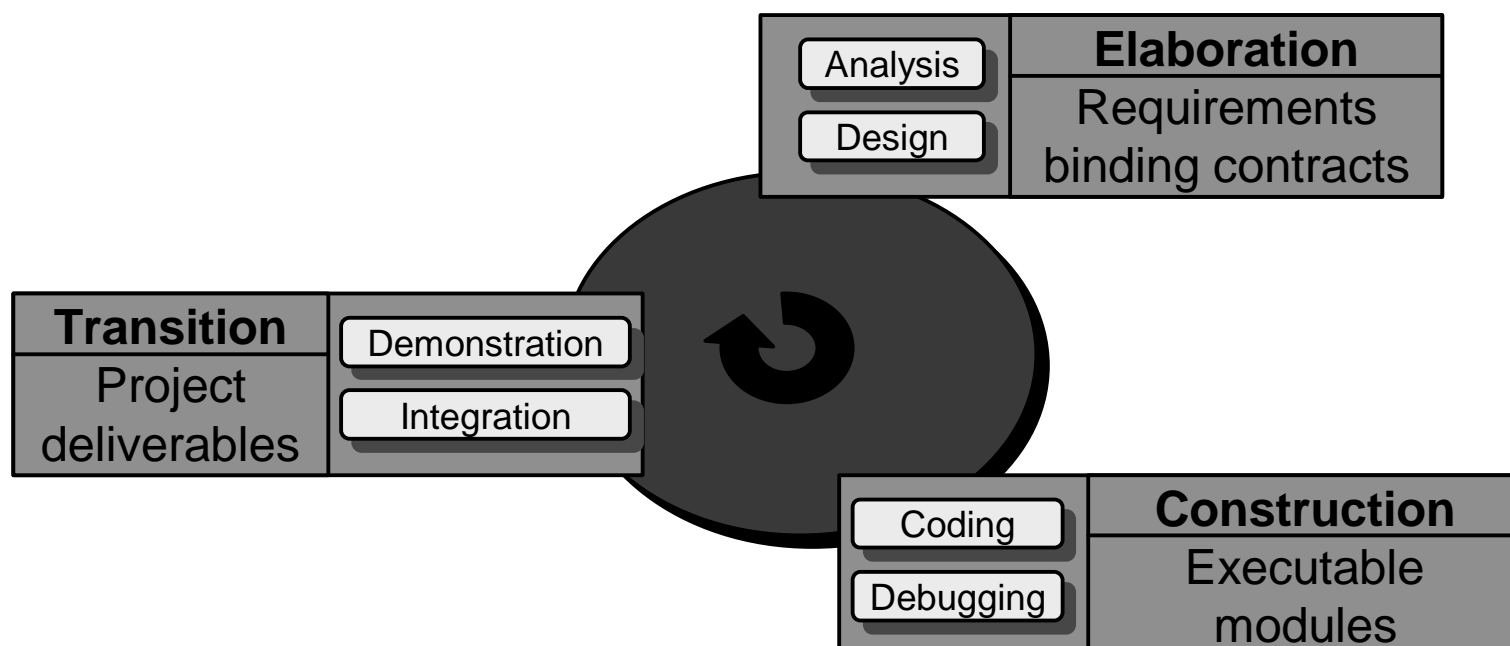 Analysis
Design
Elaboration
Requirements
binding contracts
Transition
Project
deliverables
Demonstration
Integration
Coding
Debugging
Construction
Executable
modules